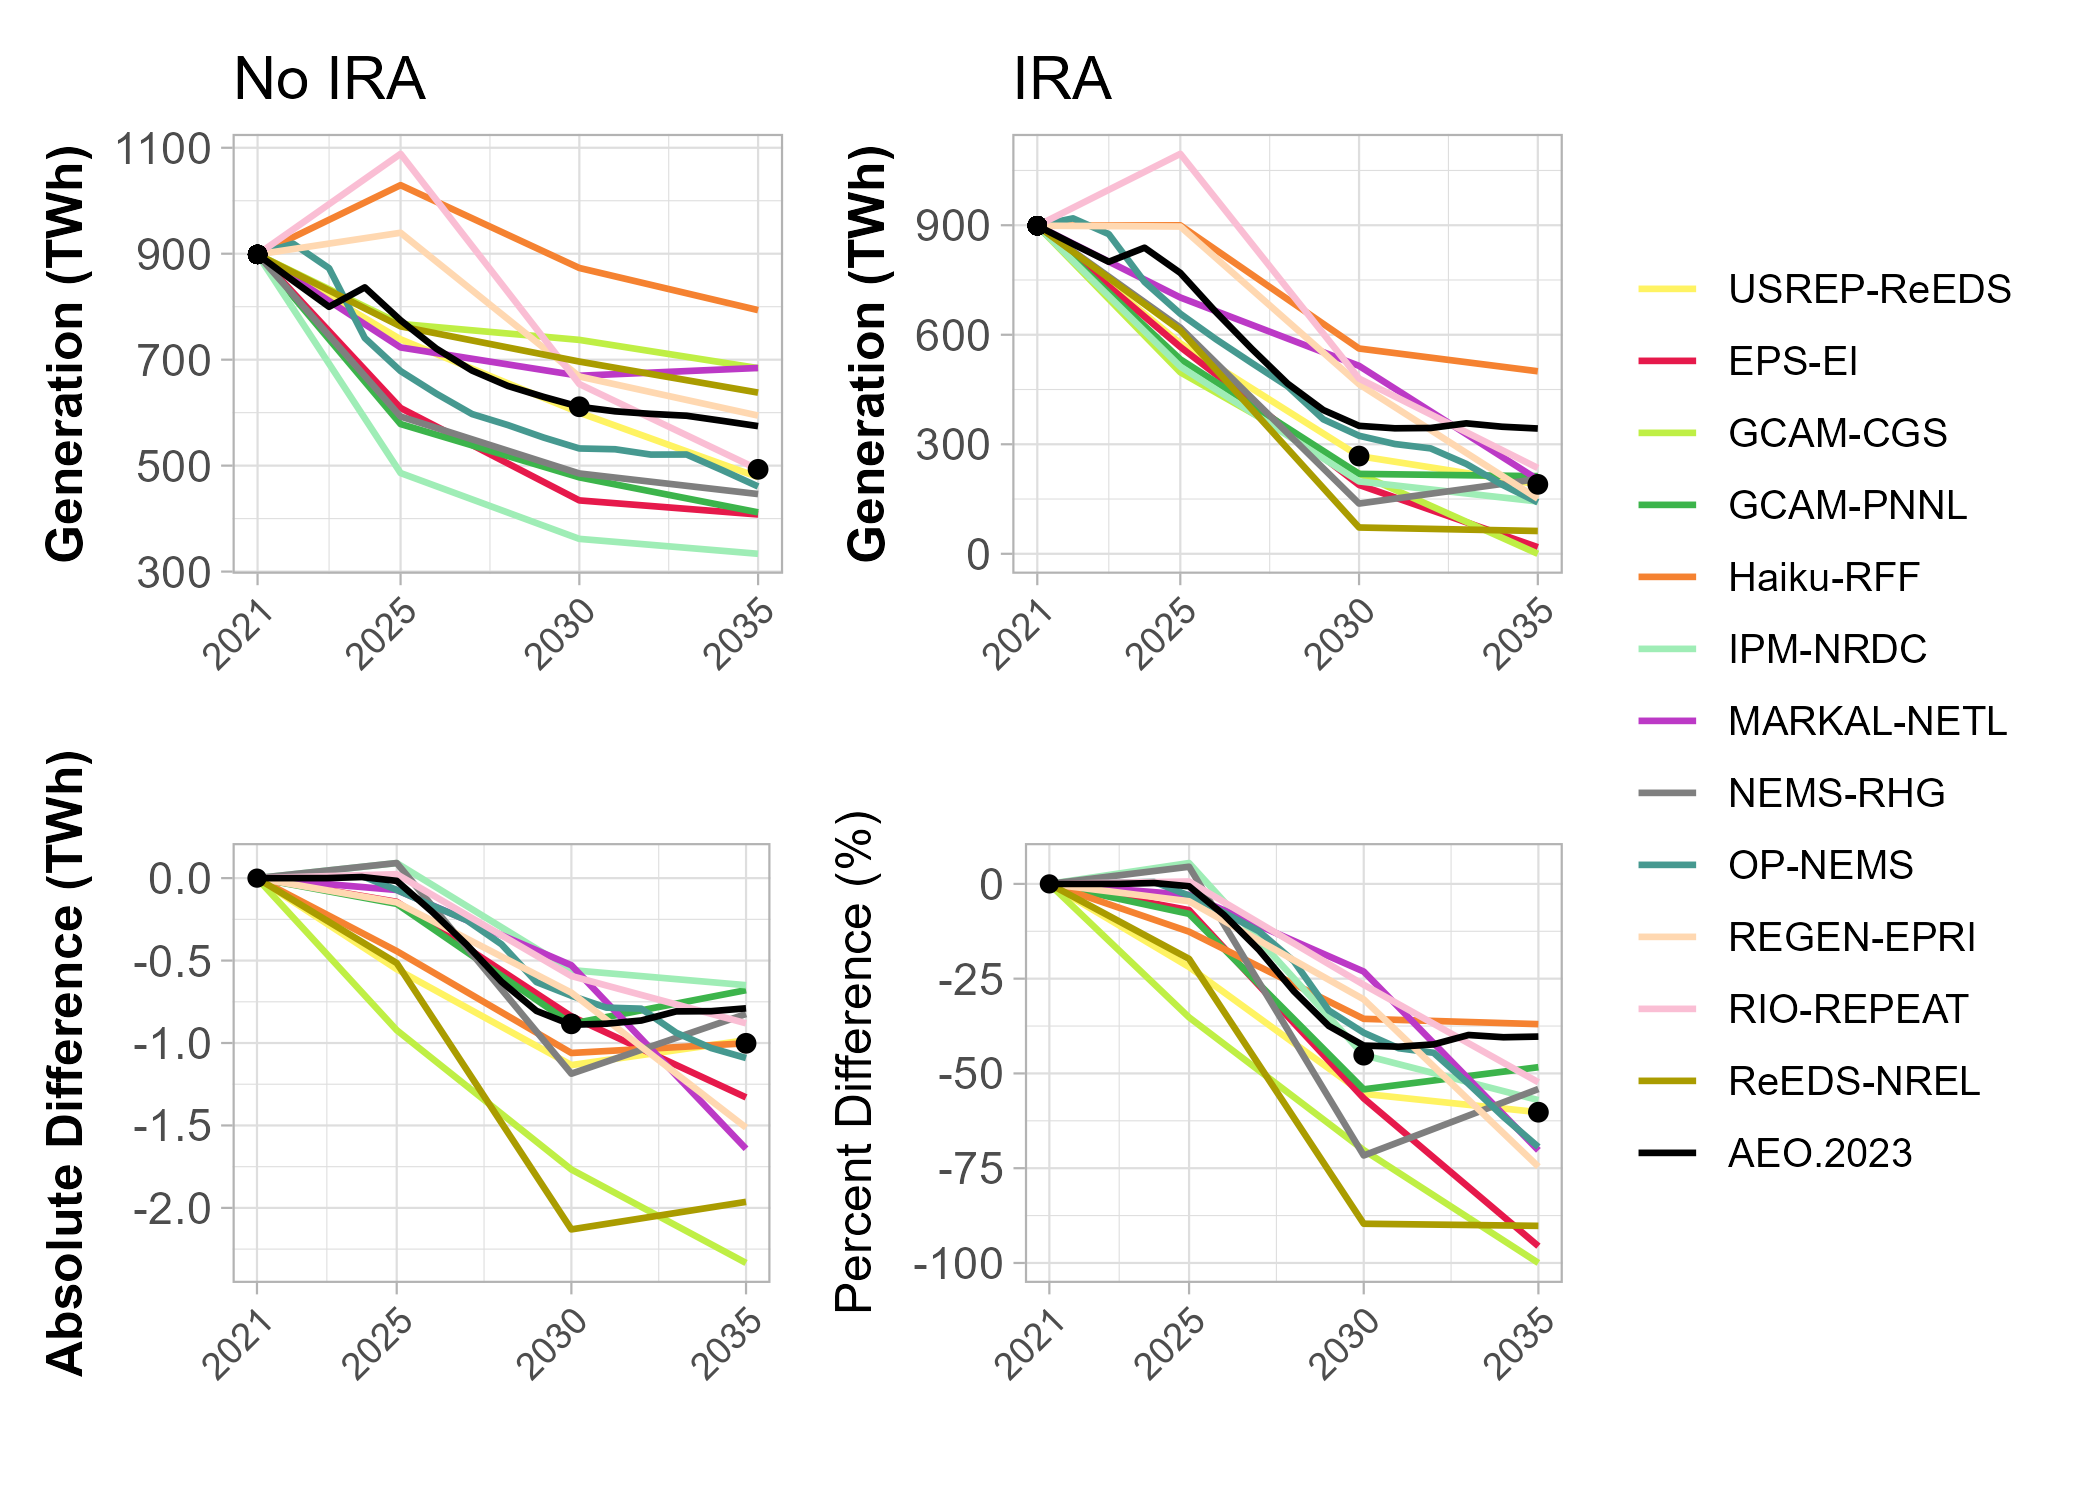 No IRA
IRA
Generation (TWh)
1100
900
700
500
300
2021
2025
2030
2035
Generation (TWh)
900
600
300
0
2021
2025
2030
2035
Absolute Difference (TWh)
0.0
-0.5
-1.0
-1.5
-2.0
2021
2025
2030
2035
Percent Difference (%)
0
-25
-50
-75
-100
2021
2025
2030
2035
USREP-ReEDS
EPS-EI
GCAM-CGS
GCAM-PNNL
Haiku-RFF
IPM-NRDC
MARKAL-NETL
NEMS-RHG
OP-NEMS
REGEN-EPRI
RIO-REPEAT
ReEDS-NREL
AEO.2023